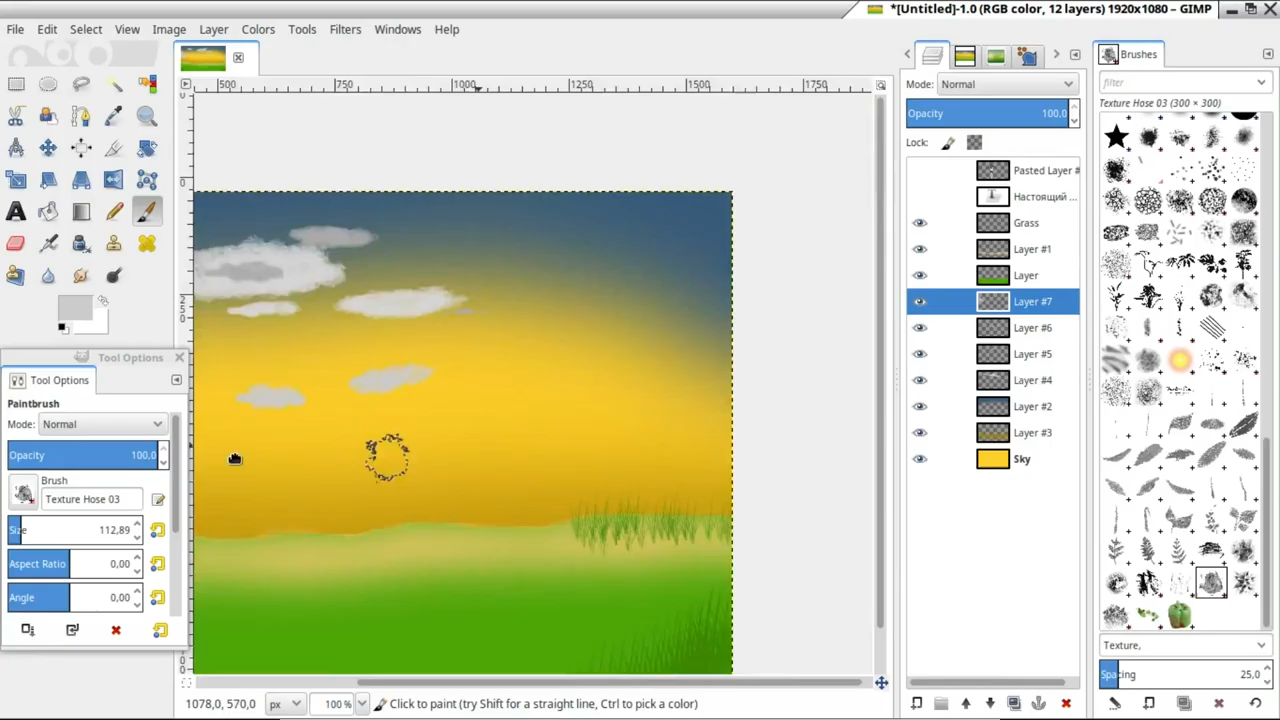 *[Untitled]-1.0 (RGB color, 12 layers) 1920x1080 – GIMP
File Edit Select View Image Layer Colors Tools Filters Windows Help
Brushes
Mode: Normal
filter
Opacity 100,0
Texture Hose 03 (300 × 300)
Lock:
500 750 1000 1250 1500 1750
Pasted Layer #
Настоящий ...
Grass
Layer #1
Layer
Layer #7
Layer #6
Layer #5
Layer #4
Layer #2
Layer #3
Sky
Tool Options
Tool Options
Paintbrush
Mode: Normal
Opacity 100,0
Brush
Texture Hose 03
Size 112,89
Aspect Ratio 0,00
Angle 0,00
Texture,
Spacing 25,0
1078,0, 570,0 px 100 % Click to paint (try Shift for a straight line, Ctrl to pick a color)